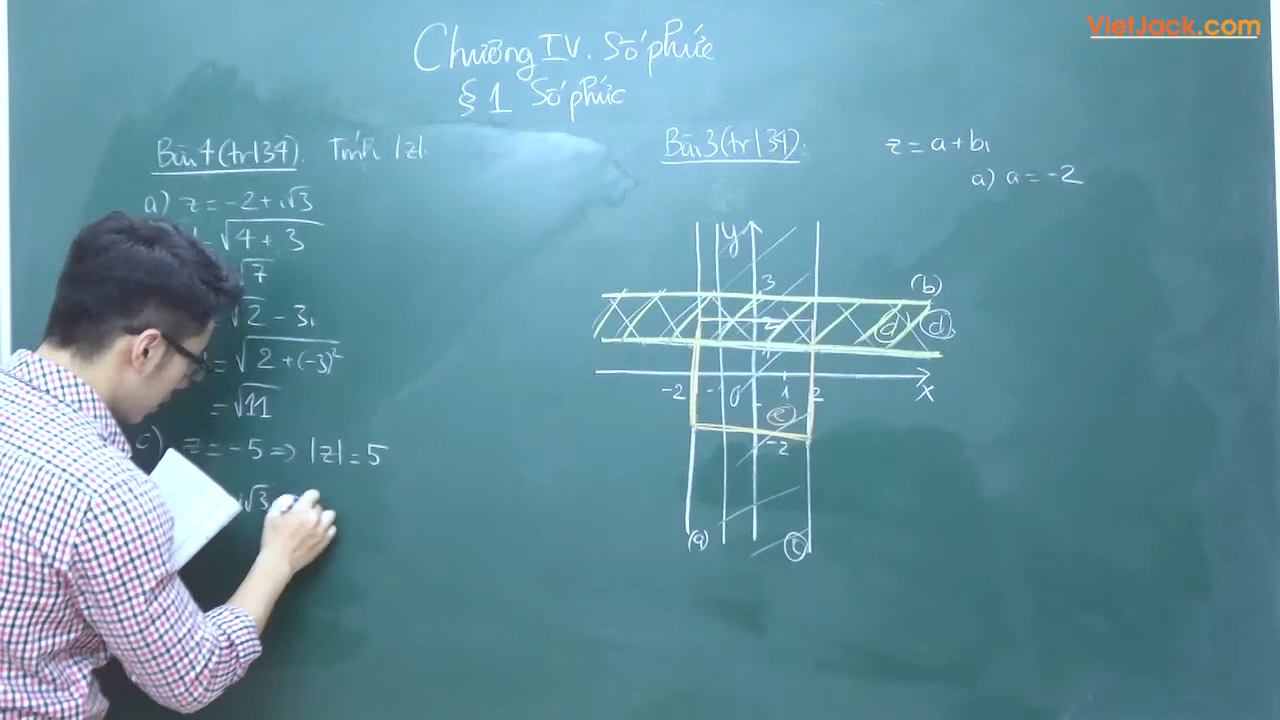 VietJack.com
Chương IV. Số phức
§ 1 Số phức
Bài 4 (tr134). Tính |z|.
a) z = -2 + i√3
= √4 + 3
√7
√2 - 3i
= √2 + (-3)²
= √11
c) z = -5 => |z| = 5
i√3
Bài 3 (tr134).
z = a + bi
a) a = -2
y
3
(b)
2
(d) (d)
-2 -1 0 1 2 x
(e)
-2
(a) (c)